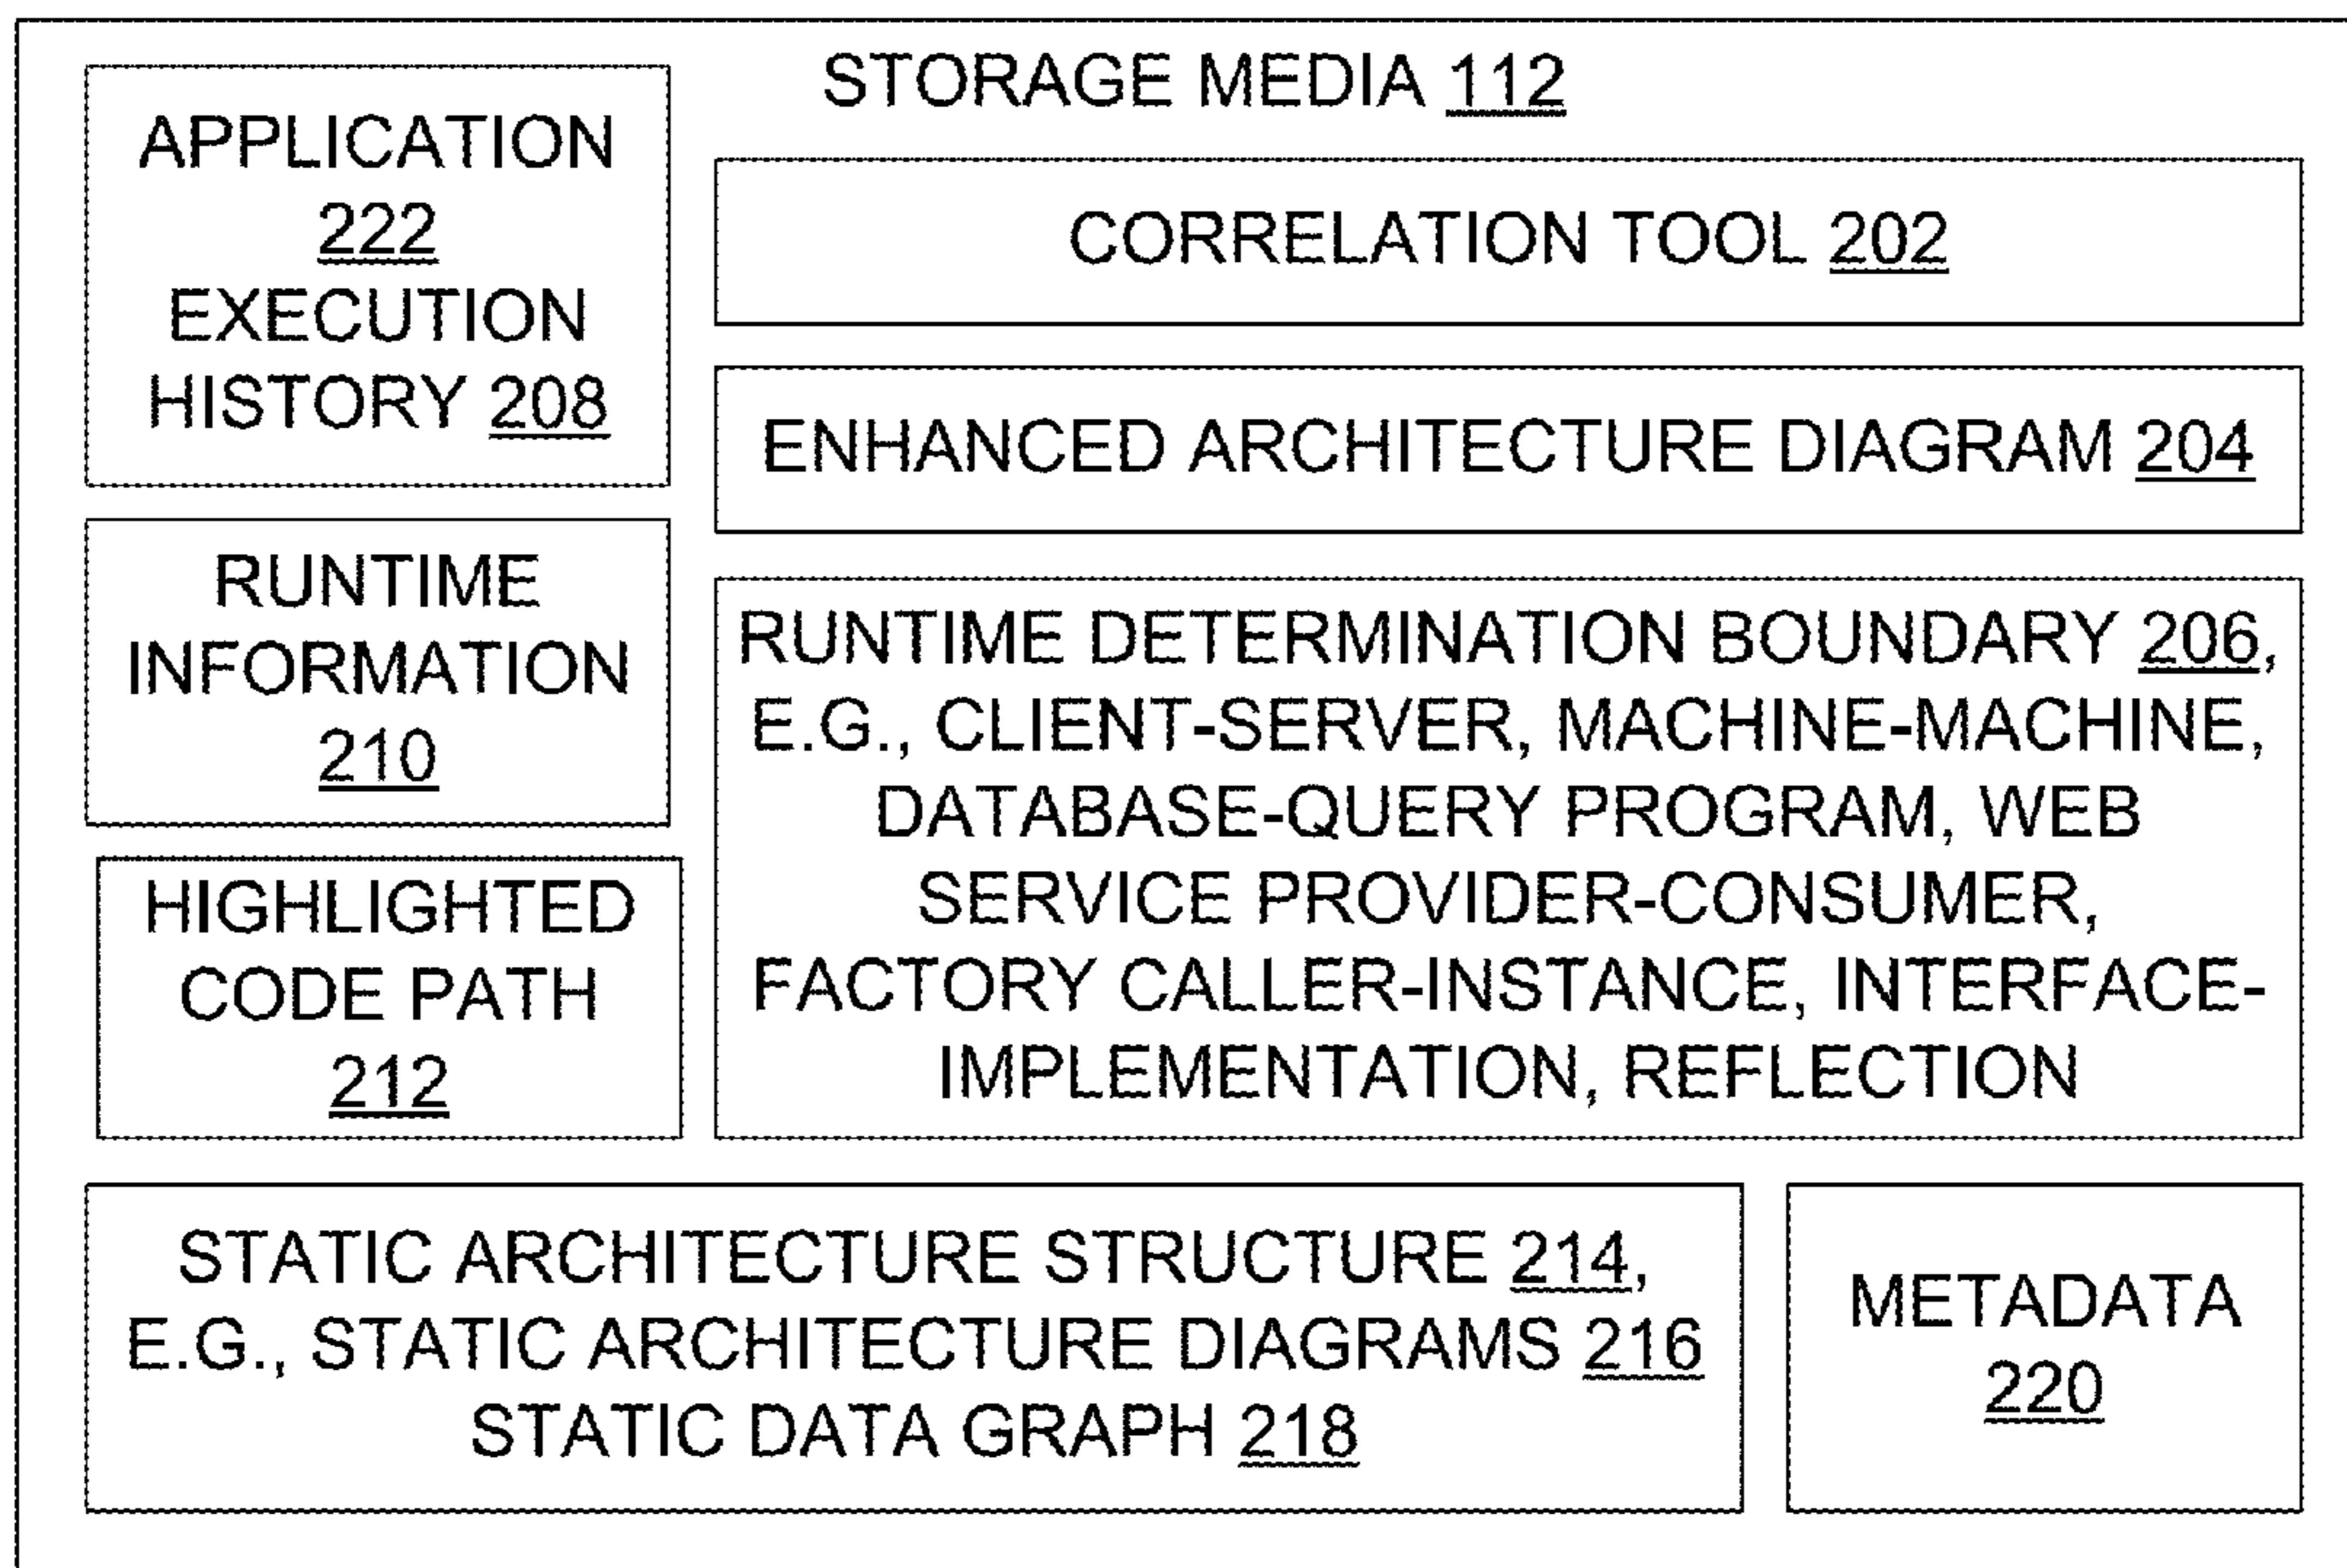 STORAGE MEDIA 112
APPLICATION
222
EXECUTION
HISTORY 208
CORRELATION TOOL 202
ENHANCED ARCHITECTURE DIAGRAM 204
RUNTIME
INFORMATION
210
RUNTIME DETERMINATION BOUNDARY 206,
E.G., CLIENT-SERVER, MACHINE-MACHINE,
DATABASE-QUERY PROGRAM, WEB
SERVICE PROVIDER-CONSUMER,
FACTORY CALLER-INSTANCE, INTERFACE-
IMPLEMENTATION, REFLECTION
HIGHLIGHTED
CODE PATH
212
STATIC ARCHITECTURE STRUCTURE 214,
E.G., STATIC ARCHITECTURE DIAGRAMS 216
STATIC DATA GRAPH 218
METADATA
220